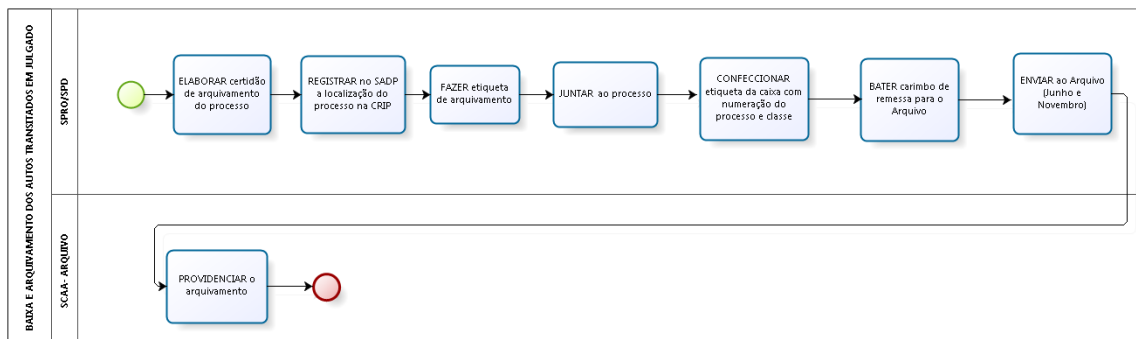 BAIXA E ARQUIVAMENTO DOS AUTOS TRANSITADOS EM JULGADO
SPRO/SPD
ELABORAR certidão
de arquivamento
do processo
REGISTRAR no SADP
a localização do
processo na CRIP
FAZER etiqueta
de arquivamento
JUNTAR ao processo
CONFECCIONAR
etiqueta da caixa com
numeração do
processo e classe
BATER carimbo de
remessa para o
Arquivo
ENVIAR ao Arquivo
(Junho e
Novembro)
SCAA- ARQUIVO
PROVIDENCIAR o
arquivamento